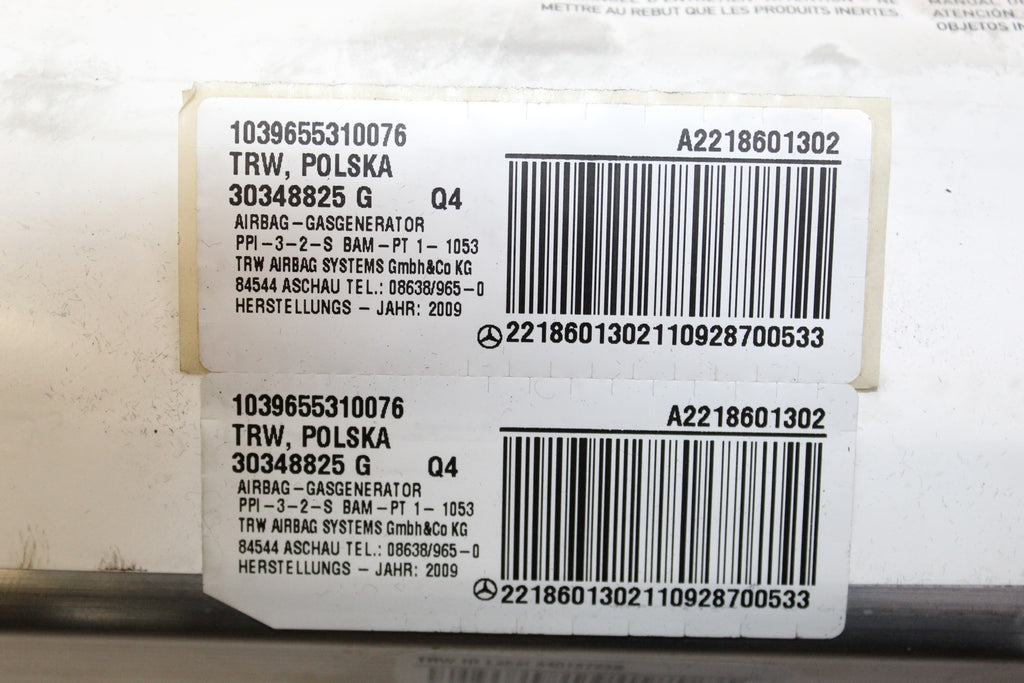 METTRE AU REBUT QUE LES PRODUITS INERTES.
ATENCIÓN
OBJETOS
1039655310076
TRW, POLSKA
30348825 G Q4
AIRBAG-GASGENERATOR
PPI-3-2-S BAM-PT 1- 1053
TRW AIRBAG SYSTEMS Gmbh&Co KG
84544 ASCHAU TEL.: 08638/965-0
HERSTELLUNGS - JAHR: 2009
A2218601302
2218601302110928700533
1039655310076
TRW, POLSKA
30348825 G Q4
AIRBAG-GASGENERATOR
PPI-3-2-S BAM-PT 1- 1053
TRW AIRBAG SYSTEMS Gmbh&Co KG
84544 ASCHAU TEL.: 08638/965-0
HERSTELLUNGS - JAHR: 2009
A2218601302
2218601302110928700533